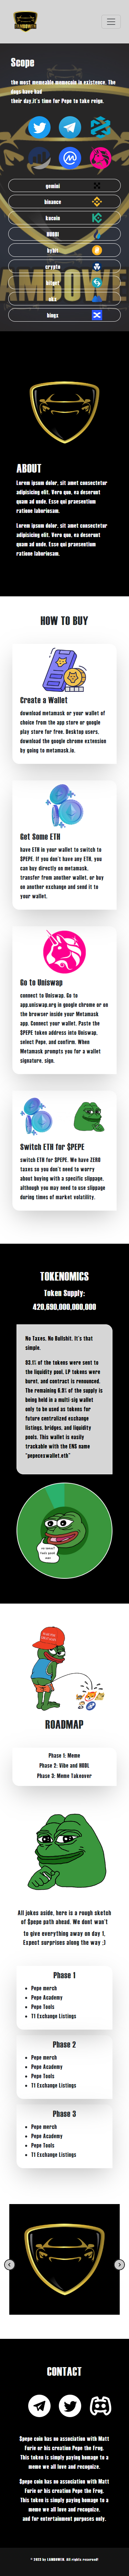 Scope
the most memeable memecoin in existence. The
dogs have had
their day,it's time for Pepe to take reign.
gemini
binance
kucoin
HUOBI
bybit
crypto
bitget
okx
bingx
ABOUT
Lorem ipsum dolor, sit amet consectetur
adipisicing elit. Vero quo, ea deserunt
quam ad unde. Esse qui praesentium
ratione laboriosam.
Lorem ipsum dolor, sit amet consectetur
adipisicing elit. Vero quo, ea deserunt
quam ad unde. Esse qui praesentium
ratione laboriosam.
HOW TO BUY
Create a Wallet
download metamask or your wallet of
choice from the app store or google
play store for free. Desktop users,
download the google chrome extension
by going to metamask.io.
Get Some ETH
have ETH in your wallet to switch to
$PEPE. If you don't have any ETH, you
can buy directly on metamask,
transfer from another wallet, or buy
on another exchange and send it to
your wallet.
Go to Uniswap
connect to Uniswap. Go to
app.uniswap.org in google chrome or on
the browser inside your Metamask
app. Connect your wallet. Paste the
$PEPE token address into Uniswap,
select Pepe, and confirm. When
Metamask prompts you for a wallet
signature, sign.
Switch ETH for $PEPE
switch ETH for $PEPE. We have ZERO
taxes so you don't need to worry
about buying with a specific slippage,
although you may need to use slippage
during times of market volatility.
TOKENOMICS
Token Supply:
420,690,000,000,000
No Taxes, No Bullshit. It's that
simple.
93.1% of the tokens were sent to
the liquidity pool, LP tokens were
burnt, and contract is renounced.
The remaining 6.9% of the supply is
being held in a multi-sig wallet
only to be used as tokens for
future centralized exchange
listings, bridges, and liquidity
pools. This wallet is easily
trackable with the ENS name
"pepecexwallet.eth"
ROADMAP
Phase 1: Meme
Phase 2: Vibe and HODL
Phase 3: Meme Takeover
All jokes aside, here is a rough sketch
of $pepe path ahead. We dont want't
to give everything away on day 1.
Expect surprises along the way ;)
Phase 1
Pepe merch
Pepe Academy
Pepe Tools
T1 Exchange Listings
Phase 2
Pepe merch
Pepe Academy
Pepe Tools
T1 Exchange Listings
Phase 3
Pepe merch
Pepe Academy
Pepe Tools
T1 Exchange Listings
CONTACT
$pepe coin has no association with Matt
Furie or his creation Pepe the Frog.
This token is simply paying homage to a
meme we all love and recognize.
$pepe coin has no association with Matt
Furie or his creation Pepe the Frog.
This token is simply paying homage to a
meme we all love and recognize.
and for entertainment purposes only.